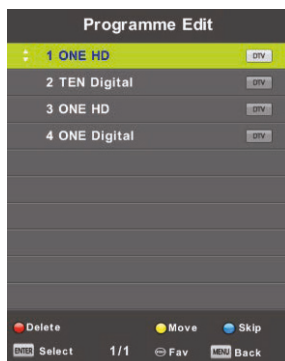 Programme Edit
1 ONE HD DTV
2 TEN Digital DTV
3 ONE HD DTV
4 ONE Digital DTV
Delete Move Skip
ENTER Select 1/1 Fav MENU Back